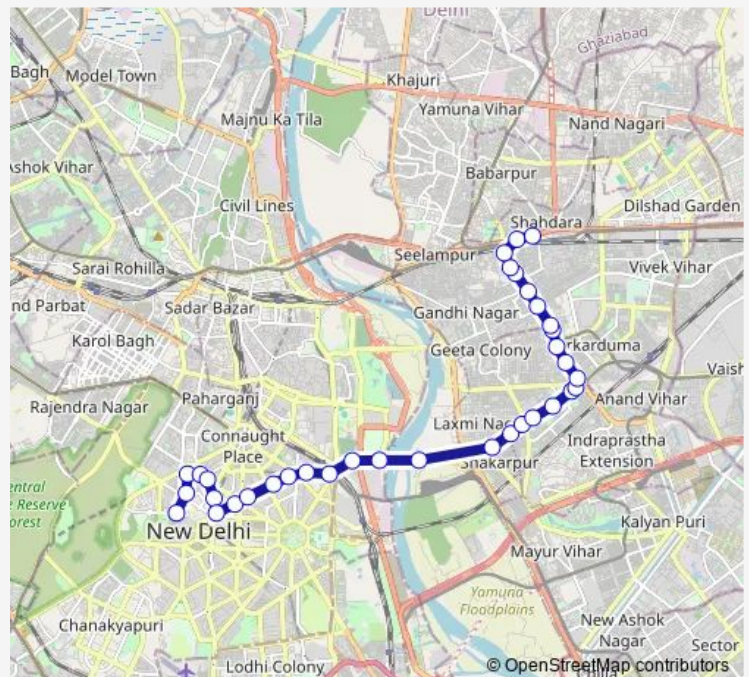 Delhi
Ghaziabad
Bagh
Model Town
Khajuri
Yamuna Vihar
Majnu Ka Tila
Nand Nagari
Ashok Vihar
Babarpur
Civil Lines
Dilshad Garden
Shahdara
Seelampur
Sarai Rohilla
Vivek Vihar
nd Parbat
Sadar Bazar
Gandhi Nagar
Karol Bagh
Geeta Colony
rkarduma
Vaish
Rajendra Nagar
Paharganj
Anand Vihar
Laxmi Na
Connaught
Place
Indraprastha
Extension
Shakarpur
entral
e Reserve
orest
New Delhi
Kalyan Puri
Mayur Vihar
Yamuna
Floodplains
New Ashok
Nagar
Chanakyapuri
Sector
Lodhi Colony
© OpenStreetMap contributors